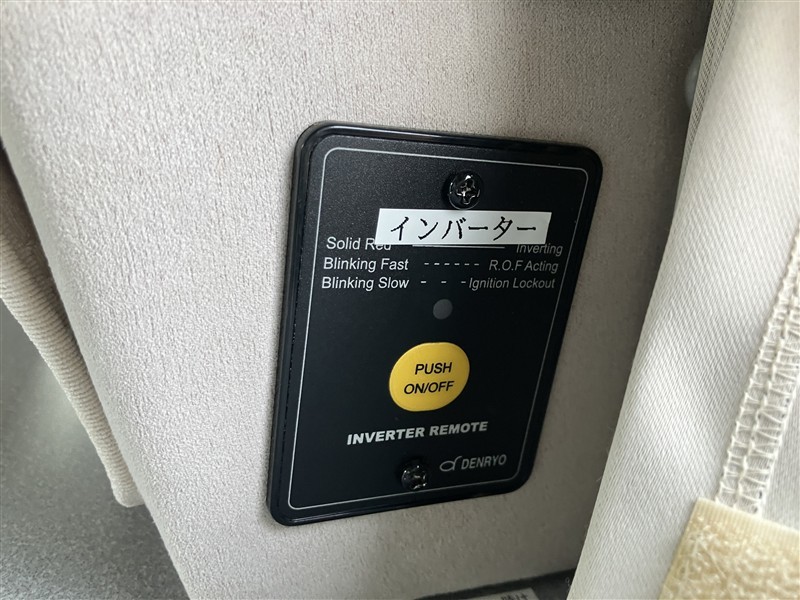 インバーター
Solid Red Inverting
Blinking Fast ------ R.O.F Acting
Blinking Slow - - - Ignition Lockout
PUSH
ON/OFF
INVERTER REMOTE
DENRYO